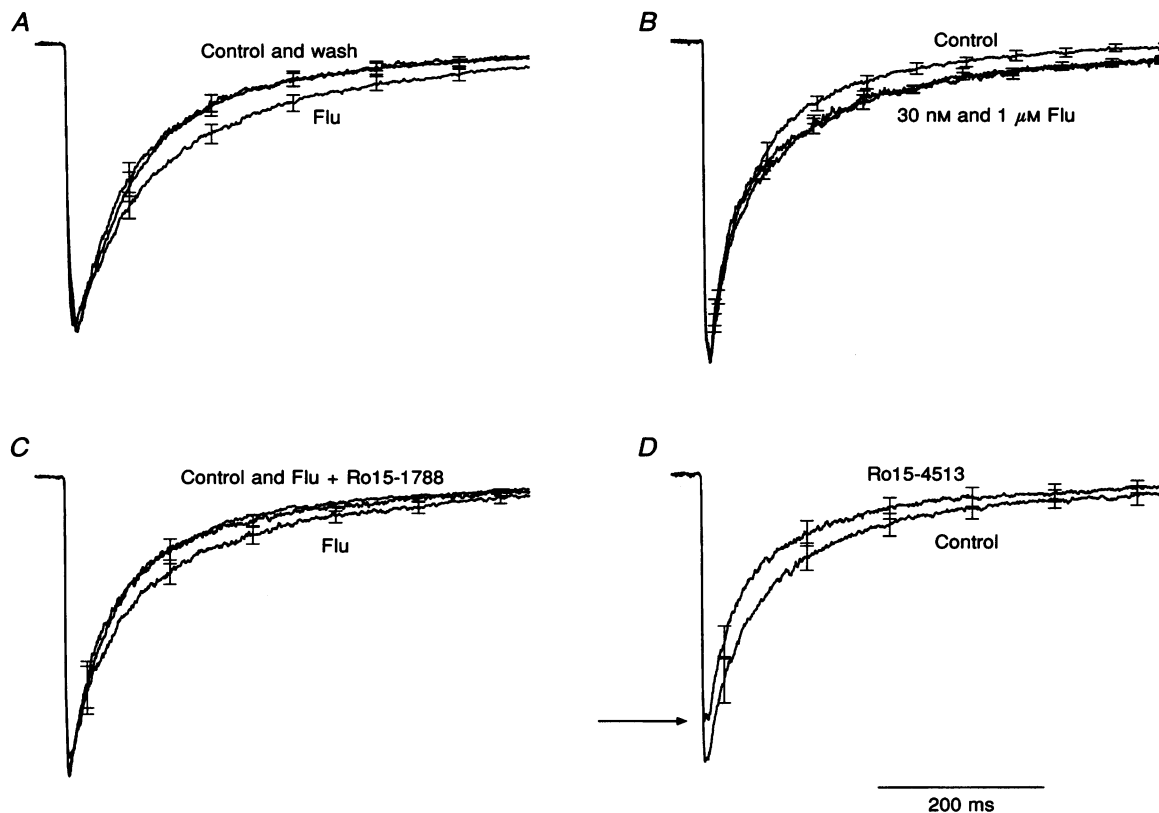 A
Control and wash
Flu
B
Control
30 nM and 1 μM Flu
C
Control and Flu + Ro15-1788
Flu
D
Ro15-4513
Control
200 ms